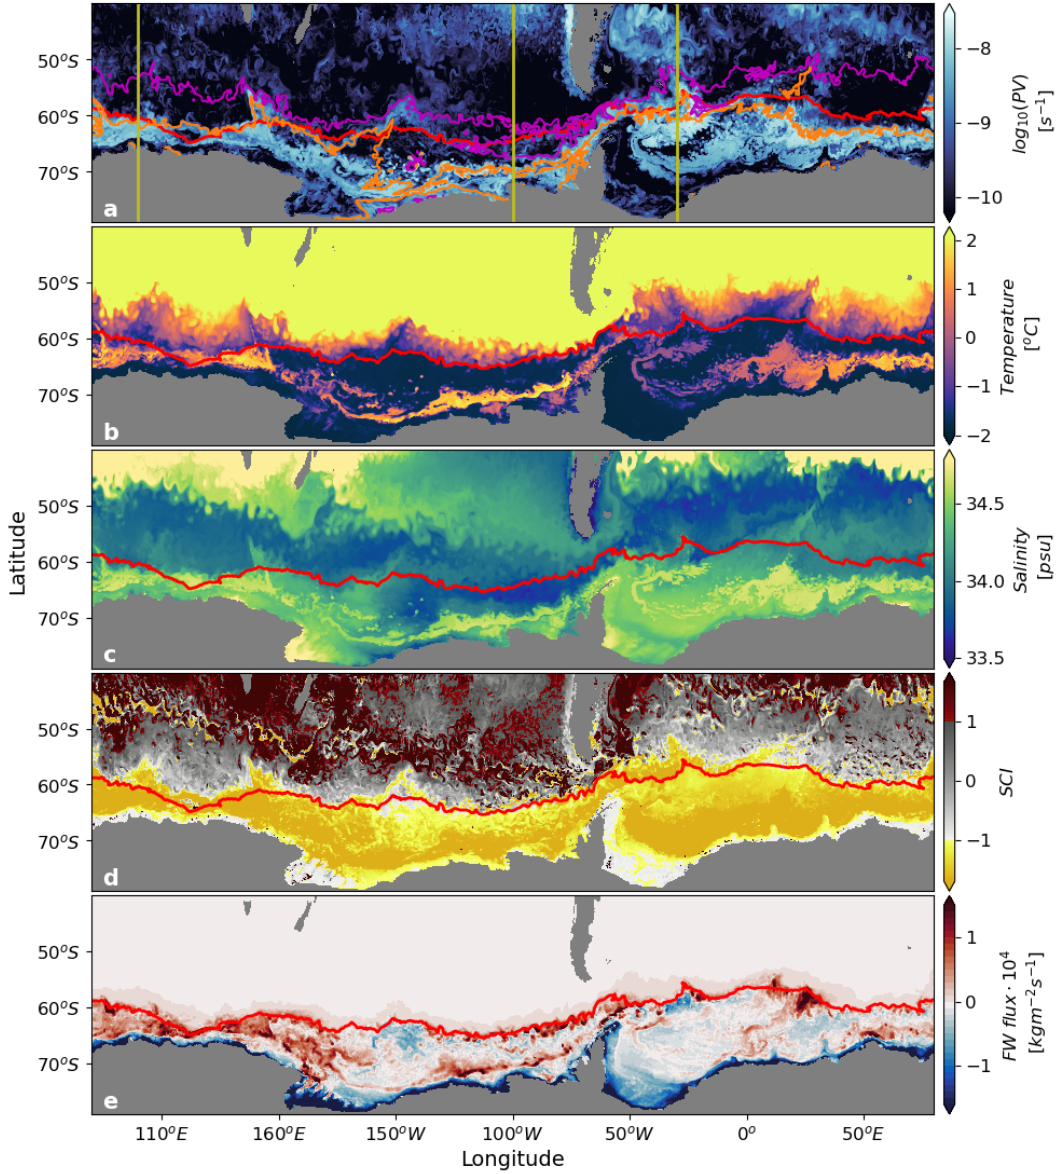 50°S
60°S
70°S
a
−8
−9
−10
log₁₀(PV)
[s⁻¹]
50°S
60°S
70°S
b
2
1
0
−1
−2
Temperature
[°C]
50°S
60°S
70°S
c
34.5
34.0
33.5
Salinity
[psu]
Latitude
50°S
60°S
70°S
d
1
0
−1
SCI
50°S
60°S
70°S
e
1
0
−1
FW flux · 10⁴
[kgm⁻²s⁻¹]
110°E 160°E 150°W 100°W 50°W 0° 50°E
Longitude